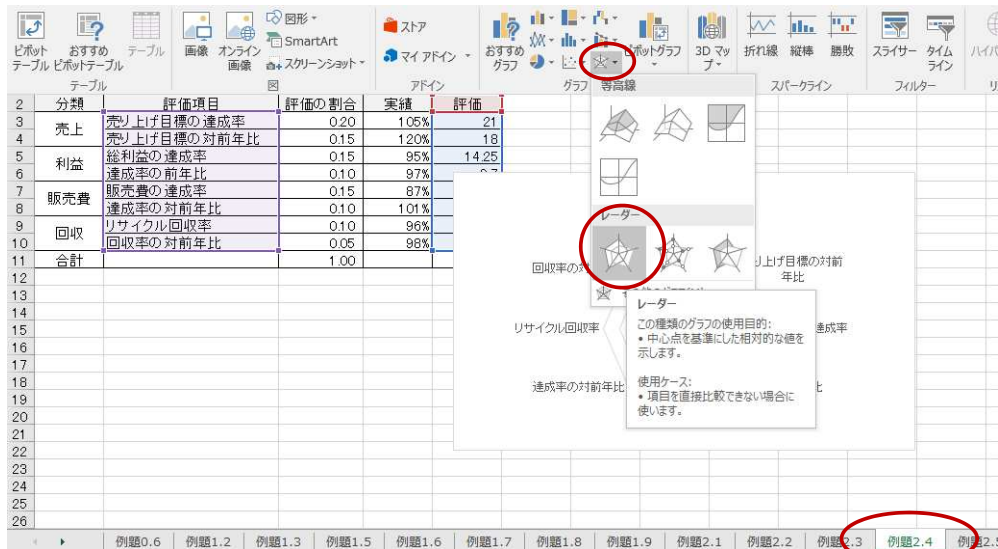 ピボット テーブル
おすすめ ピボットテーブル
テーブル
画像
オンライン 画像
図形
SmartArt
スクリーンショット
ストア
マイ アドイン
おすすめ グラフ
ピボットグラフ
3D マップ
折れ線
縦棒
勝敗
スライサー
タイム ライン
テーブル
図
アドイン
グラフ
スパークライン
フィルター
等高線
2 分類 評価項目 評価の割合 実績 評価
3 売上 売り上げ目標の達成率 0.20 105% 21
4 売り上げ目標の対前年比 0.15 120% 18
5 利益 総利益の達成率 0.15 95% 14.25
6 達成率の前年比 0.10 97%
7 販売費 販売費の達成率 0.15 87%
8 達成率の対前年比 0.10 101%
9 回収 リサイクル回収率 0.10 96%
10 回収率の対前年比 0.05 98%
11 合計 1.00
12
13
14
15
16
17
18
19
20
21
22
23
24
25
26
レーダー
回収率の対
り上げ目標の対前
年比
リサイクル回収率
達成率
達成率の対前年比
比
レーダー
この種類のグラフの使用目的:
• 中心点を基準にした相対的な値を
示します。
使用ケース:
• 項目を直接比較できない場合に
使います。
例題0.6 例題1.2 例題1.3 例題1.5 例題1.6 例題1.7 例題1.8 例題1.9 例題2.1 例題2.2 例題2.3 例題2.4 例題2.5